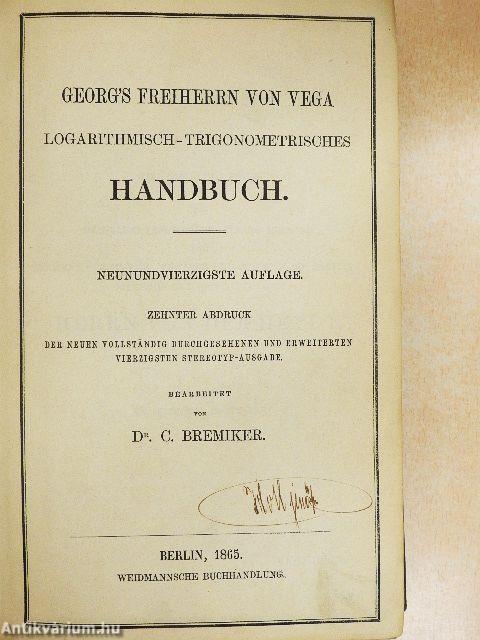 GEORG'S FREIHERRN VON VEGA
LOGARITHMISCH-TRIGONOMETRISCHES
HANDBUCH.
NEUNUNDVIERZIGSTE AUFLAGE.
ZEHNTER ABDRUCK
DER NEUEN VOLLSTÄNDIG DURCHGESEHENEN UND ERWEITERTEN
VIERZIGSTEN STEREOTYP-AUSGABE.
BEARBEITET
VON
DR. C. BREMIKER.
BERLIN, 1865.
WEIDMANNSCHE BUCHHANDLUNG.
Antikvárium.hu